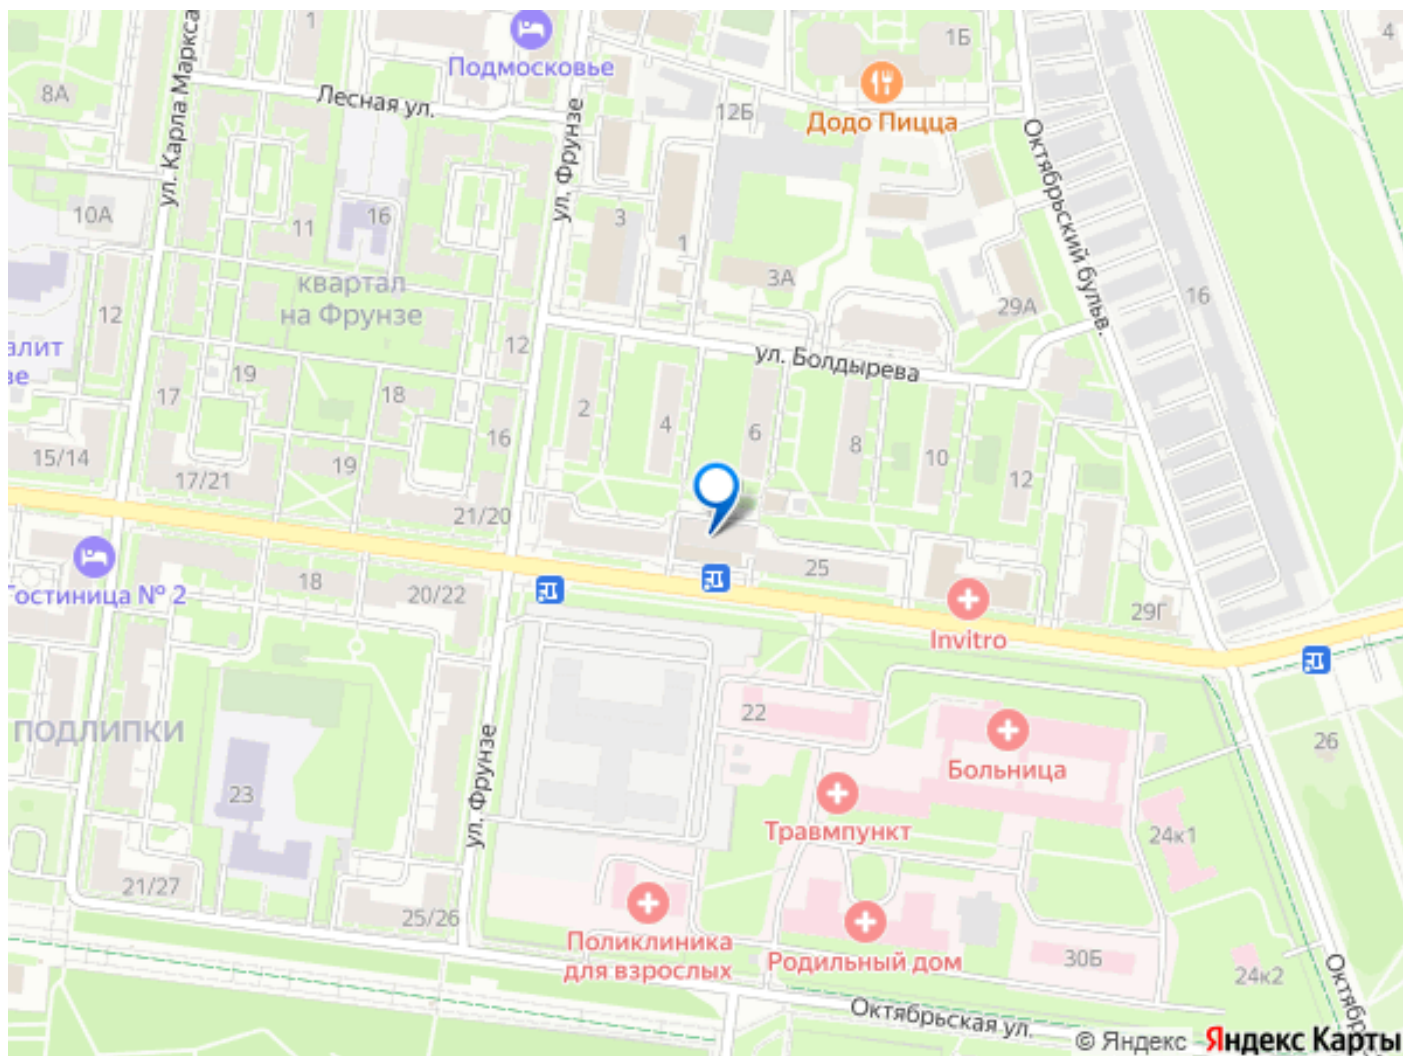 1
Подмосковье
1Б
4
8А
Лесная ул.
ул. Карла Маркса
ул. Фрунзе
12Б
Додо Пицца
Октябрьский бульв.
10А
11
16
3
1
3А
29А
16
квартал
на Фрунзе
12
12
ул. Болдырева
алит
зе
17
19
18
16
2
4
6
8
10
12
15/14
17/21
19
21/20
Гостиница № 2
18
20/22
25
Invitro
29Г
ПОДЛИПКИ
ул. Фрунзе
22
Больница
26
23
Травмпункт
24к1
21/27
25/26
Поликлиника
для взрослых
Родильный дом
30Б
24к2
Октябрьская ул.
Октябр
© Яндекс Яндекс Карты